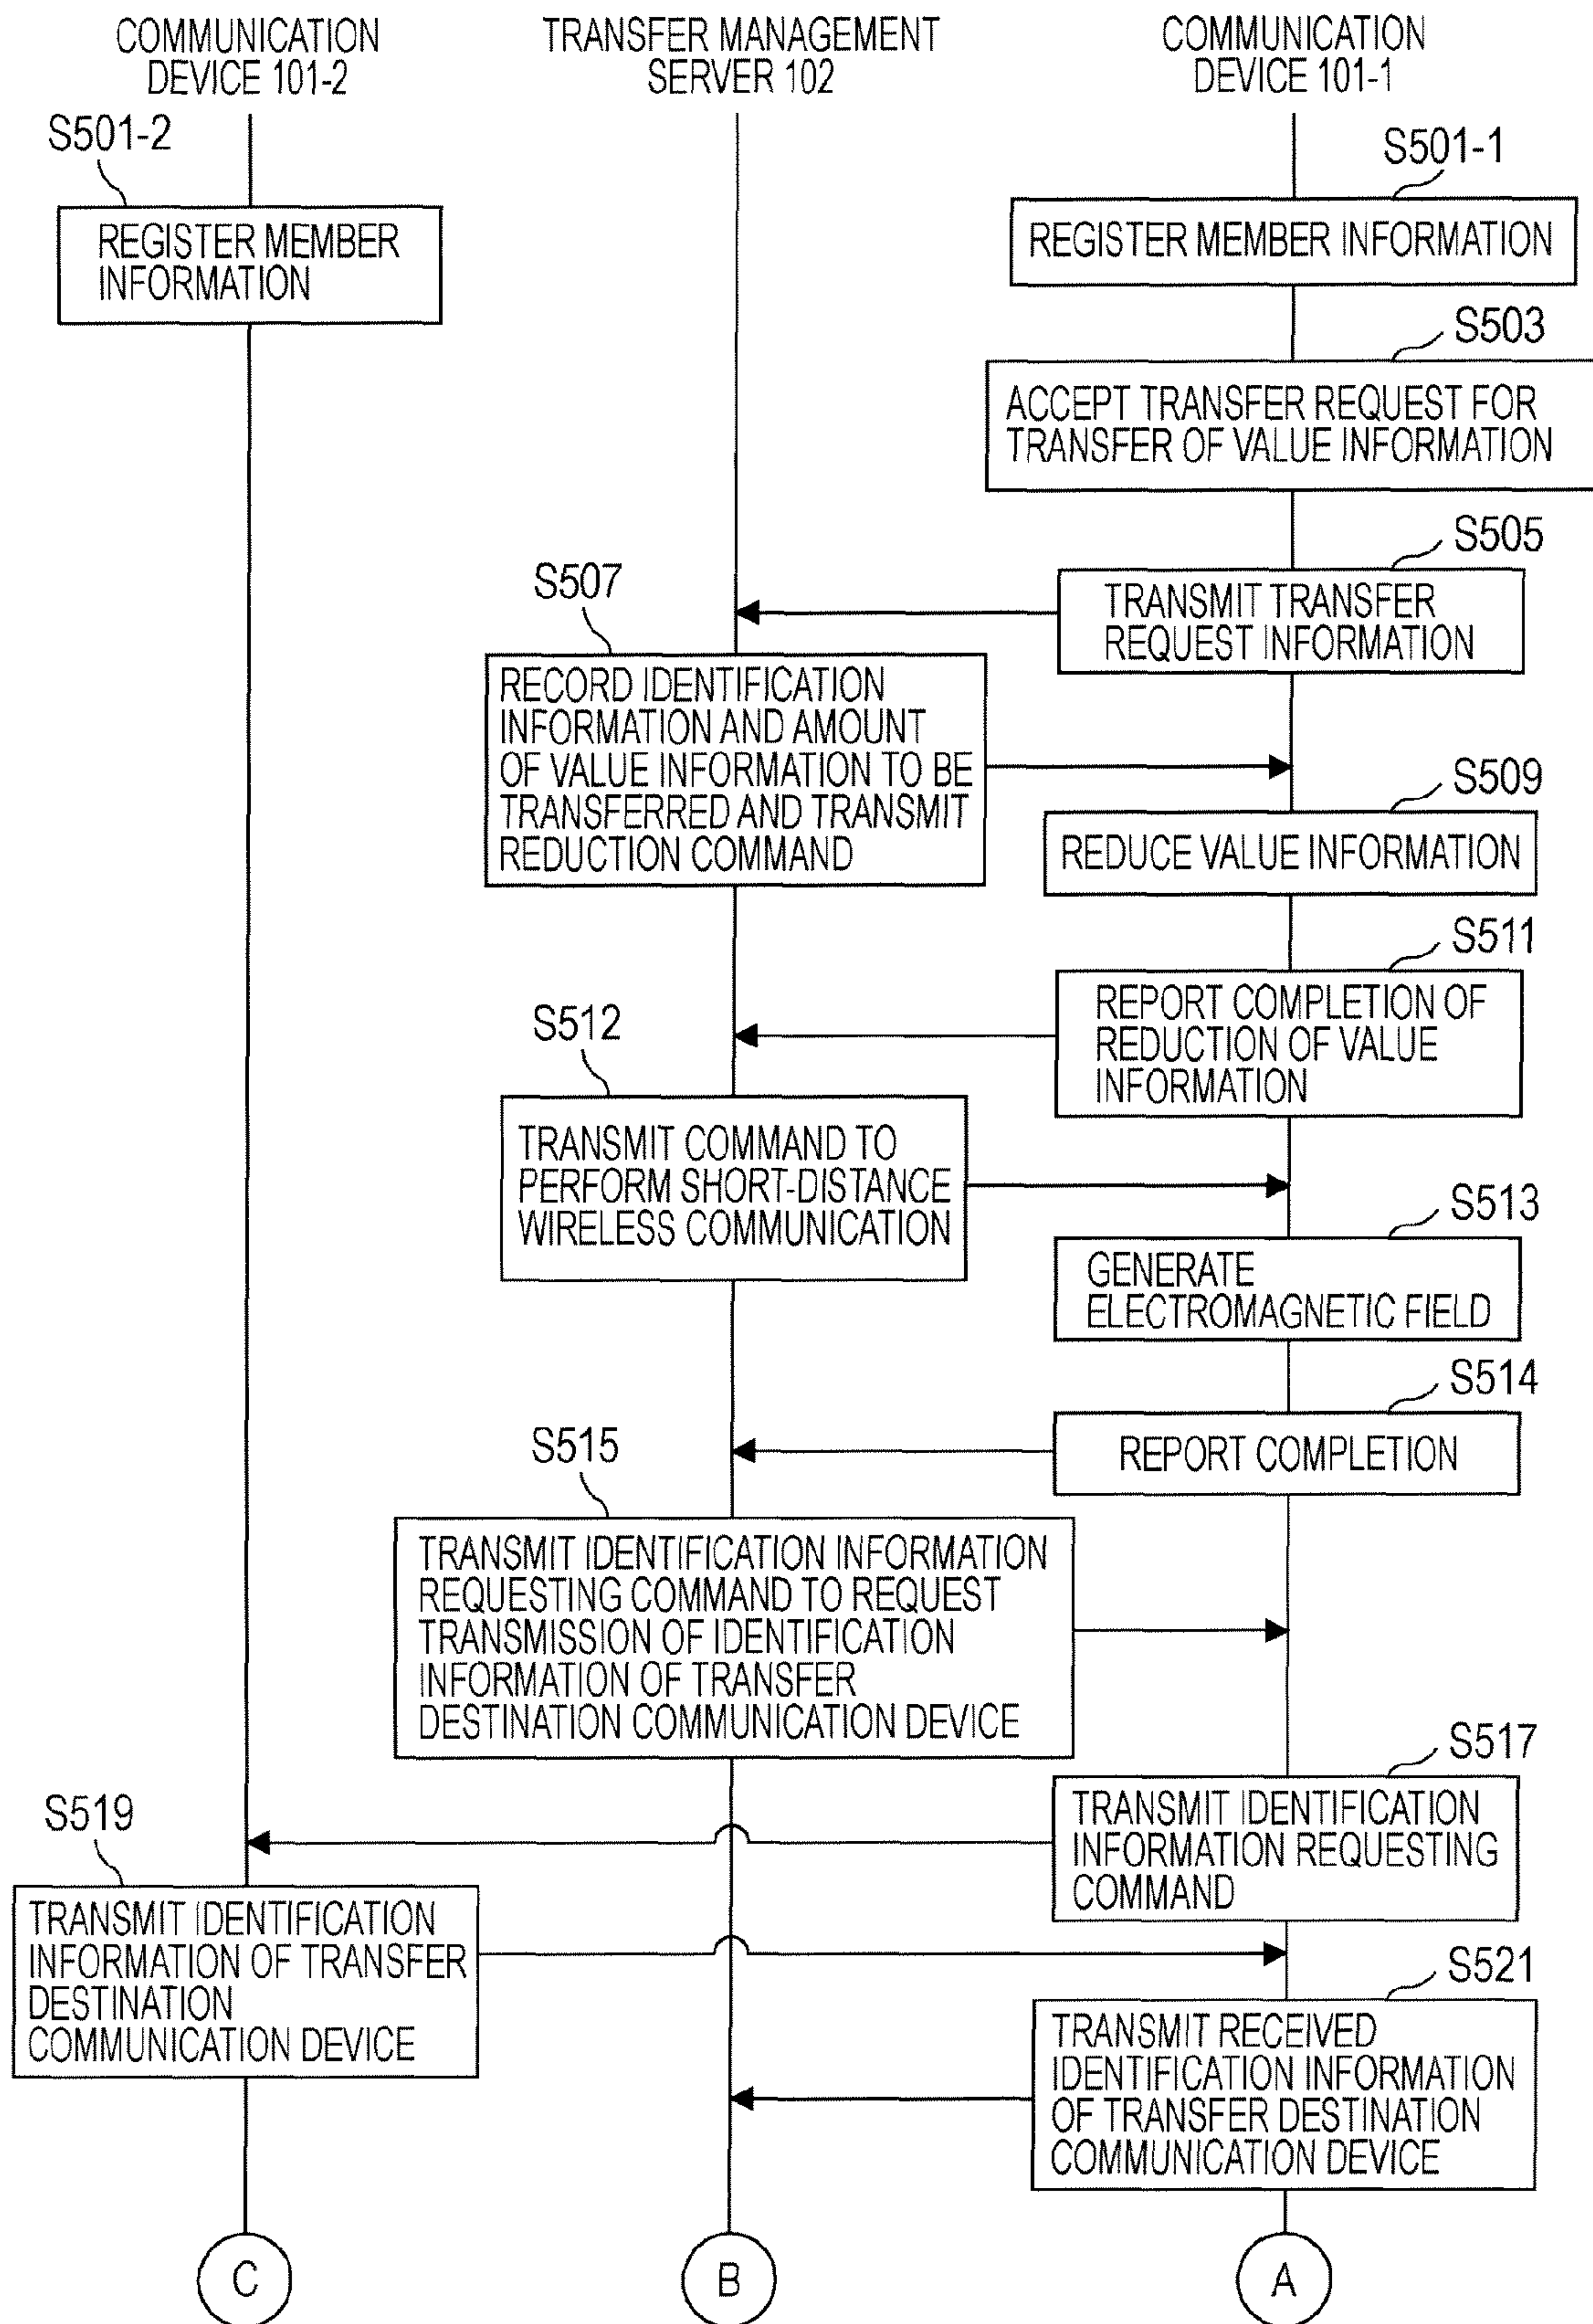 COMMUNICATION
DEVICE 101-2
TRANSFER MANAGEMENT
SERVER 102
COMMUNICATION
DEVICE 101-1
S501-2
REGISTER MEMBER
INFORMATION
S501-1
REGISTER MEMBER INFORMATION
S503
ACCEPT TRANSFER REQUEST FOR
TRANSFER OF VALUE INFORMATION
S505
TRANSMIT TRANSFER
REQUEST INFORMATION
S507
RECORD IDENTIFICATION
INFORMATION AND AMOUNT
OF VALUE INFORMATION TO BE
TRANSFERRED AND TRANSMIT
REDUCTION COMMAND
S509
REDUCE VALUE INFORMATION
S511
REPORT COMPLETION OF
REDUCTION OF VALUE
INFORMATION
S512
TRANSMIT COMMAND TO
PERFORM SHORT-DISTANCE
WIRELESS COMMUNICATION
S513
GENERATE
ELECTROMAGNETIC FIELD
S514
REPORT COMPLETION
S515
TRANSMIT IDENTIFICATION INFORMATION
REQUESTING COMMAND TO REQUEST
TRANSMISSION OF IDENTIFICATION
INFORMATION OF TRANSFER
DESTINATION COMMUNICATION DEVICE
S517
TRANSMIT IDENTIFICATION
INFORMATION REQUESTING
COMMAND
S519
TRANSMIT IDENTIFICATION
INFORMATION OF TRANSFER
DESTINATION
COMMUNICATION DEVICE
S521
TRANSMIT RECEIVED
IDENTIFICATION INFORMATION
OF TRANSFER DESTINATION
COMMUNICATION DEVICE
C
B
A